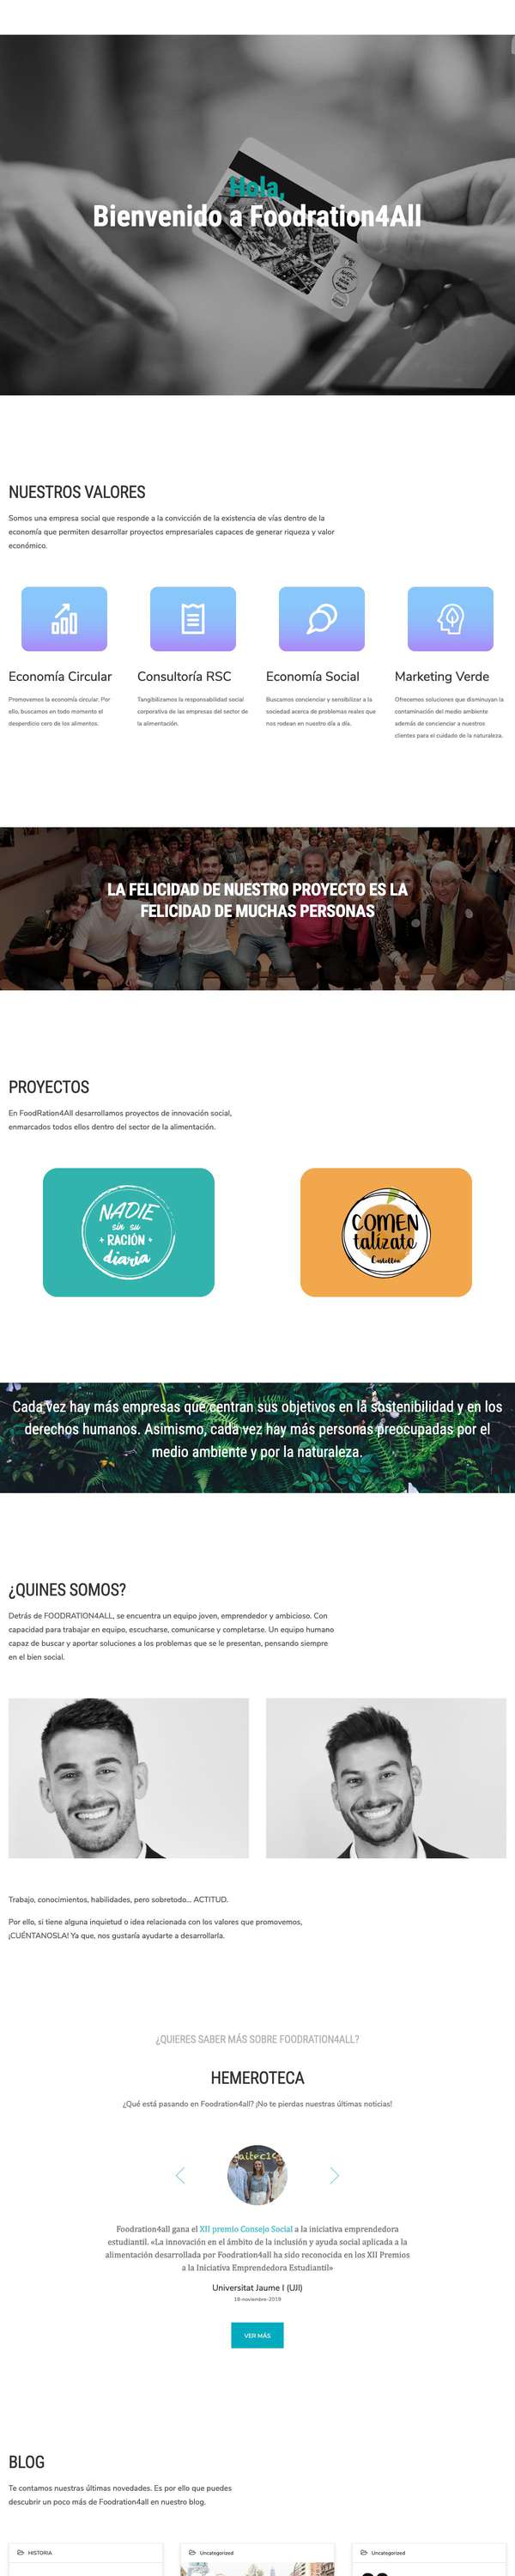 Hola,
Bienvenido a Foodration4All
NUESTROS VALORES
Somos una empresa social que responde a la convicción de la existencia de vías dentro de la
economía que permiten desarrollar proyectos empresariales capaces de generar riqueza y valor
económico.
Economía Circular
Promovemos la economía circular. Por
ello, buscamos en todo momento el
desperdicio cero de los alimentos.
Consultoría RSC
Tangibilizamos la responsabilidad social
corporativa de las empresas del sector de
la alimentación.
Economía Social
Buscamos concienciar y sensibilizar a la
sociedad acerca de problemas reales que
nos rodean en nuestro día a día.
Marketing Verde
Ofrecemos soluciones que disminuyan la
contaminación del medio ambiente
además de concienciar a nuestros
clientes para el cuidado de la naturaleza.
LA FELICIDAD DE NUESTRO PROYECTO ES LA
FELICIDAD DE MUCHAS PERSONAS
PROYECTOS
En FoodRation4All desarrollamos proyectos de innovación social,
enmarcados todos ellos dentro del sector de la alimentación.
NADIE
sin su
+ RACIÓN +
diaria
COMEN
talízate
Castellón
Cada vez hay más empresas que centran sus objetivos en la sostenibilidad y en los
derechos humanos. Asimismo, cada vez hay más personas preocupadas por el
medio ambiente y por la naturaleza.
¿QUINES SOMOS?
Detrás de FOODRATION4ALL, se encuentra un equipo joven, emprendedor y ambicioso. Con
capacidad para trabajar en equipo, escucharse, comunicarse y completarse. Un equipo humano
capaz de buscar y aportar soluciones a los problemas que se le presentan, pensando siempre
en el bien social.
Trabajo, conocimientos, habilidades, pero sobretodo... ACTITUD.
Por ello, si tiene alguna inquietud o idea relacionada con los valores que promovemos,
¡CUÉNTANOSLA! Ya que, nos gustaría ayudarte a desarrollarla.
¿QUIERES SABER MÁS SOBRE FOODRATION4ALL?
HEMEROTECA
¿Qué está pasando en Foodration4all? ¡No te pierdas nuestras últimas noticias!
Foodration4all gana el XII premio Consejo Social a la iniciativa emprendedora
estudiantil. «La innovación en el ámbito de la inclusión y ayuda social aplicada a la
alimentación desarrollada por Foodration4all ha sido reconocida en los XII Premios
a la Iniciativa Emprendedora Estudiantil»
Universitat Jaume I (UJI)
18-noviembre-2018
VER MÁS
BLOG
Te contamos nuestras últimas novedades. Es por ello que puedes
descubrir un poco más de Foodration4all en nuestro blog.
HISTORIA
Uncategorized
Uncategorized